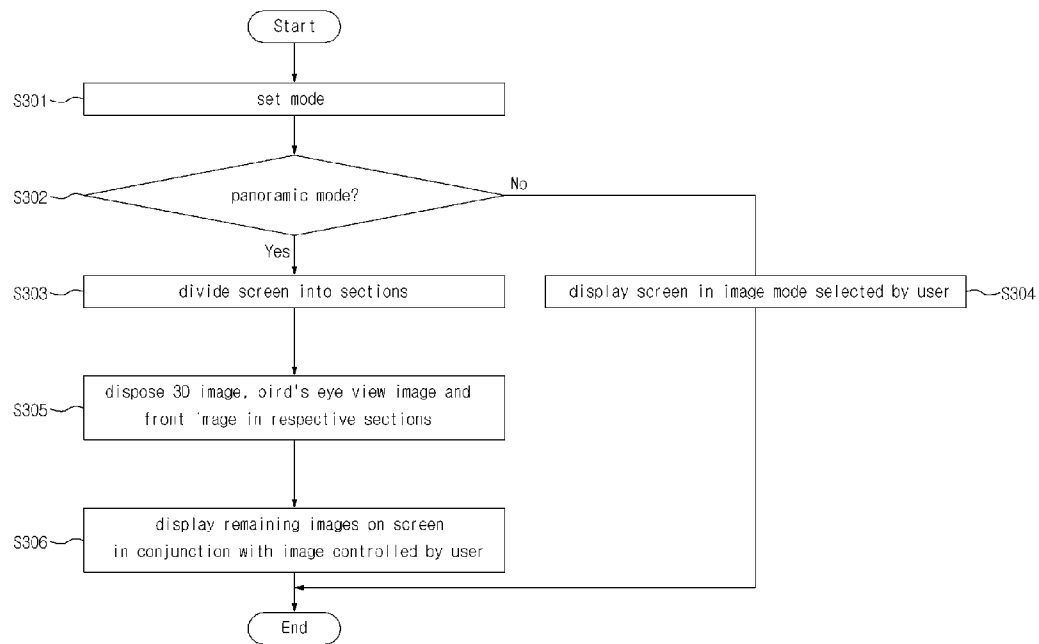 Start
S301
set mode
S302
panoramic mode?
No
Yes
S303
divide screen into sections
display screen in image mode selected by user
S304
S305
dispose 3D image, bird's eye view image and
front image in respective sections
S306
display remaining images on screen
in conjunction with image controlled by user
End